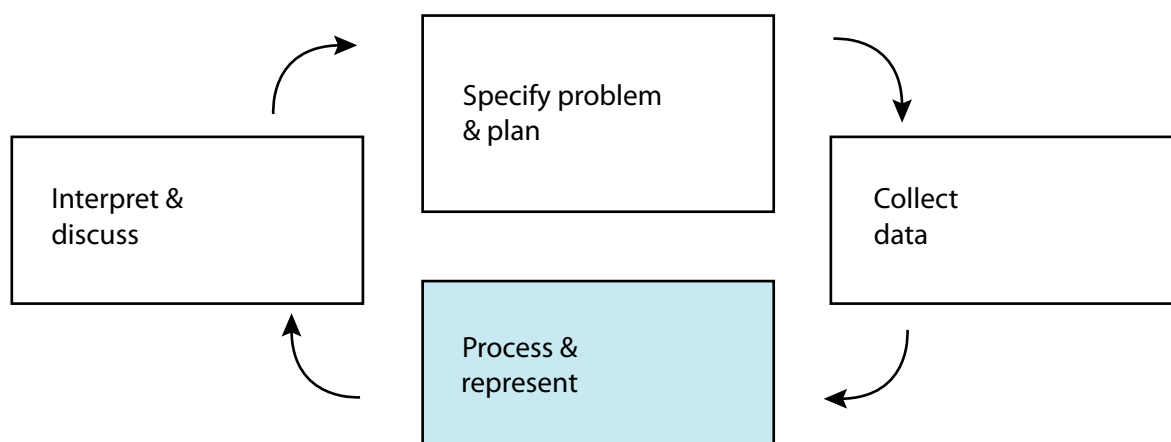 Specify problem
& plan
Interpret &
discuss
Collect
data
Process &
represent